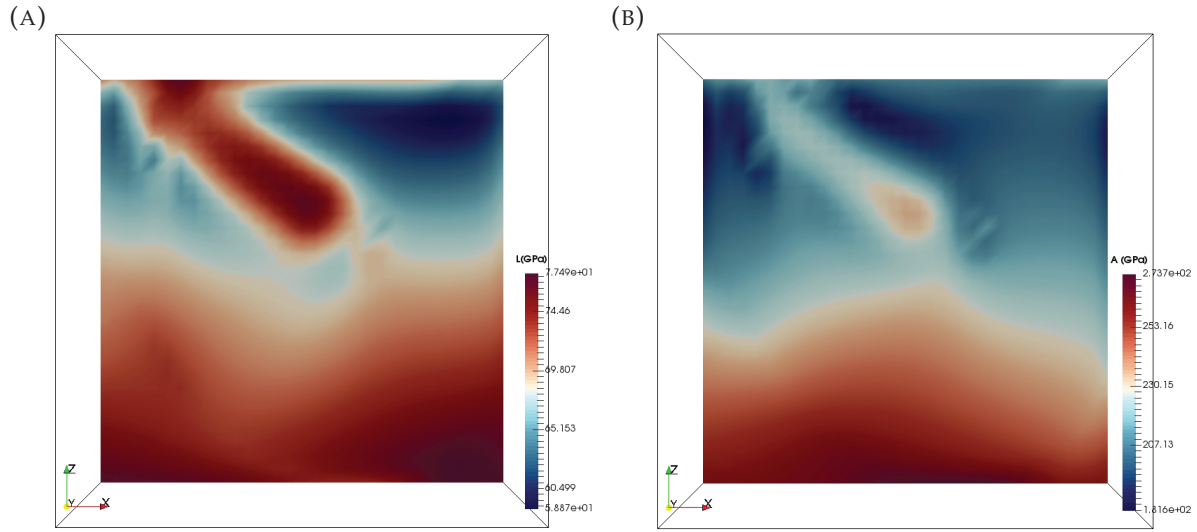 (A)
(B)
L(GPa)
7.749e+01
74.46
69.807
65.153
60.499
5.887e+01
Z
Y
X
A (GPa)
2.737e+02
253.16
230.15
207.13
1.816e+02
Z
Y
X